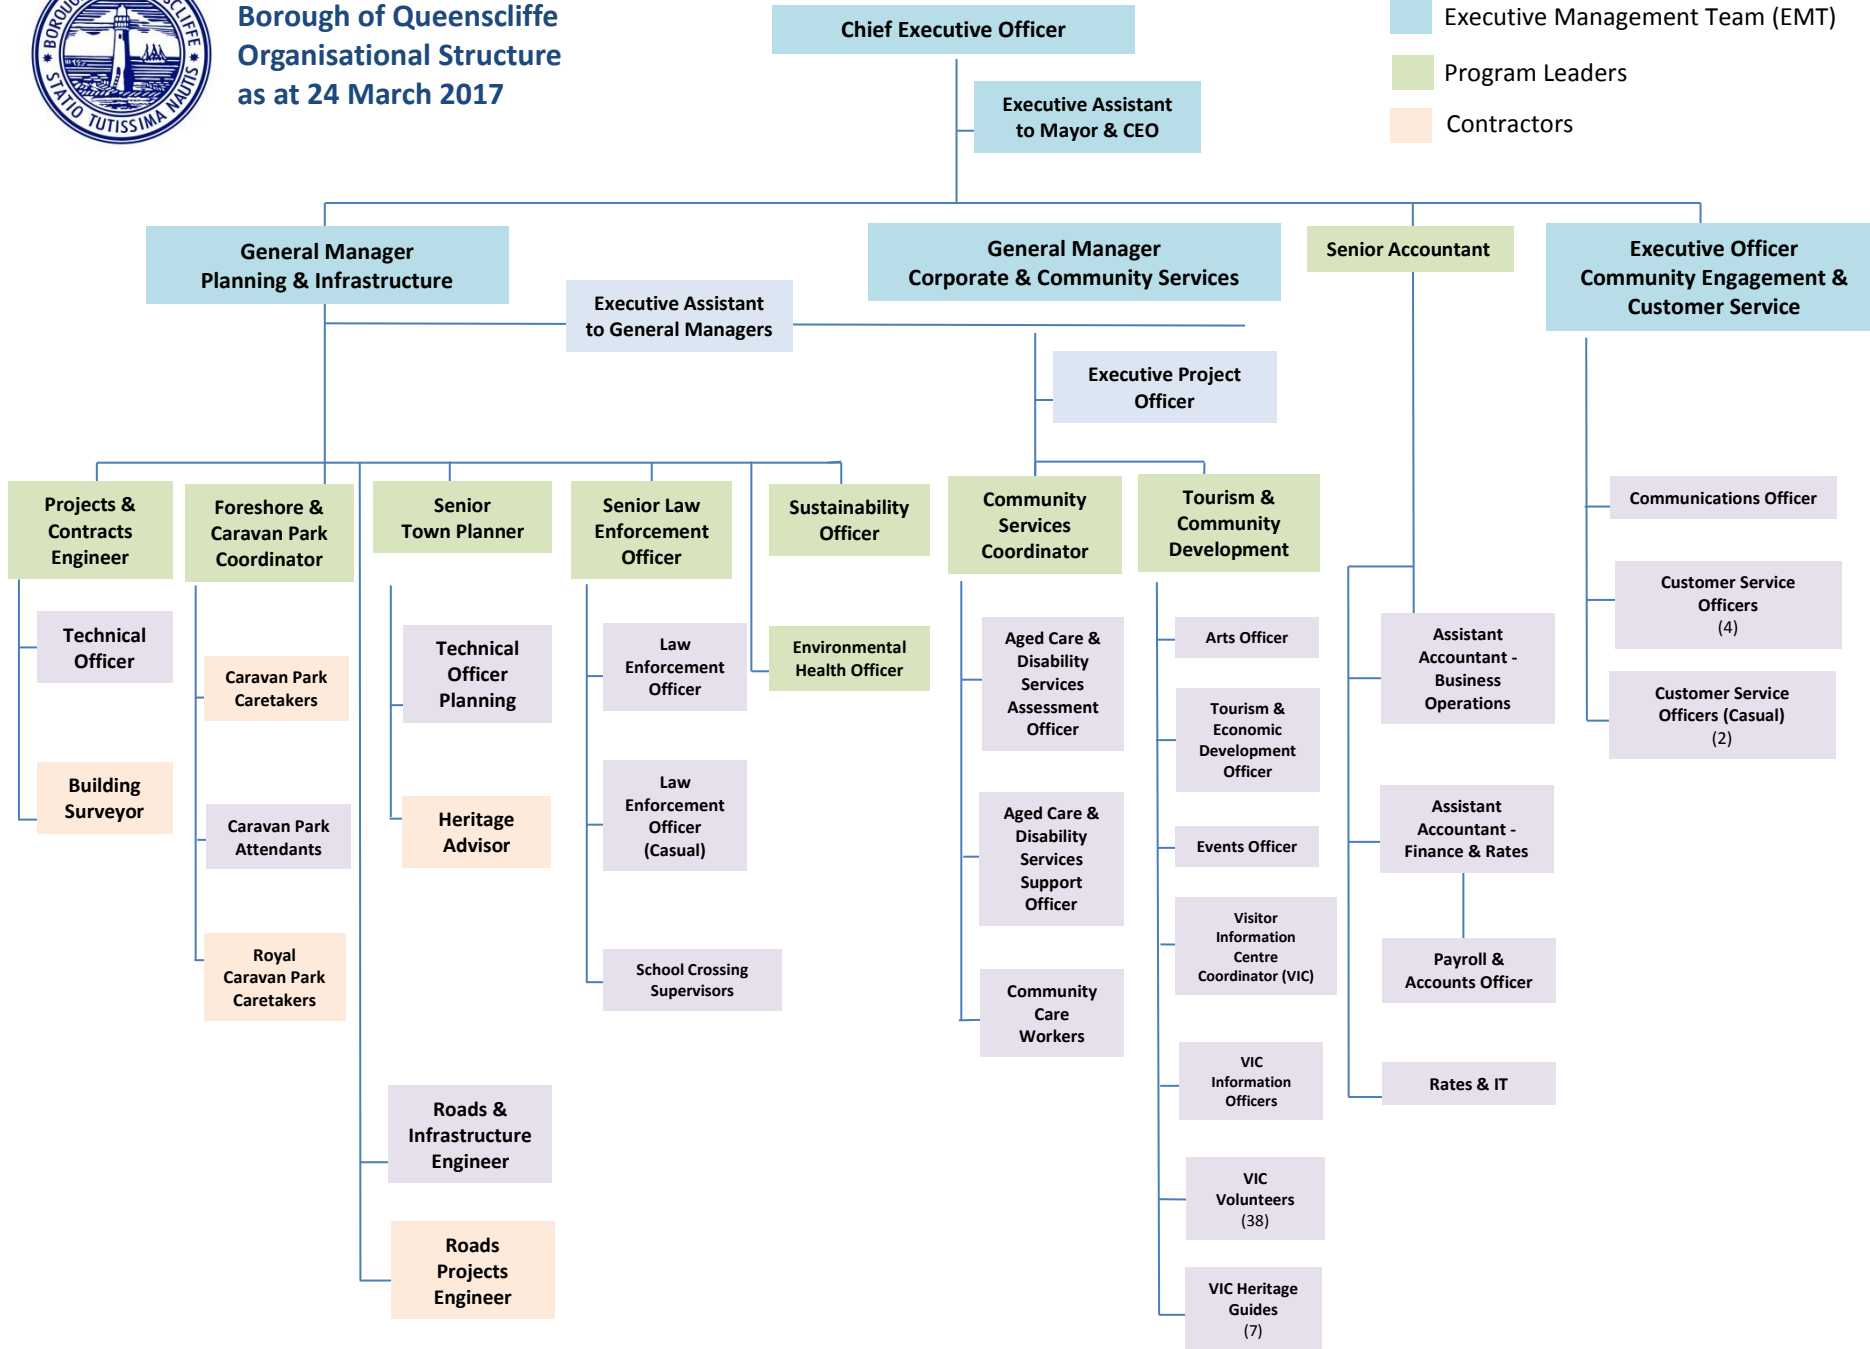 BOROUGH
SCLIFFE
STATIO TUTISSIMA NAUTIS
Borough of Queenscliffe
Organisational Structure
as at 24 March 2017
Chief Executive Officer
Executive Assistant
to Mayor & CEO
Executive Management Team (EMT)
Program Leaders
Contractors
General Manager
Planning & Infrastructure
Executive Assistant
to General Managers
General Manager
Corporate & Community Services
Executive Project
Officer
Senior Accountant
Executive Officer
Community Engagement &
Customer Service
Projects &
Contracts
Engineer
Technical
Officer
Building
Surveyor
Foreshore &
Caravan Park
Coordinator
Caravan Park
Caretakers
Caravan Park
Attendants
Royal
Caravan Park
Caretakers
Senior
Town Planner
Technical
Officer
Planning
Heritage
Advisor
Roads &
Infrastructure
Engineer
Roads
Projects
Engineer
Senior Law
Enforcement
Officer
Law
Enforcement
Officer
Law
Enforcement
Officer
(Casual)
School Crossing
Supervisors
Sustainability
Officer
Environmental
Health Officer
Community
Services
Coordinator
Aged Care &
Disability
Services
Assessment
Officer
Aged Care &
Disability
Services
Support
Officer
Community
Care
Workers
Tourism &
Community
Development
Arts Officer
Tourism &
Economic
Development
Officer
Events Officer
Visitor
Information
Centre
Coordinator (VIC)
VIC
Information
Officers
VIC
Volunteers
(38)
VIC Heritage
Guides
(7)
Assistant
Accountant -
Business
Operations
Assistant
Accountant -
Finance & Rates
Payroll &
Accounts Officer
Rates & IT
Communications Officer
Customer Service
Officers
(4)
Customer Service
Officers (Casual)
(2)